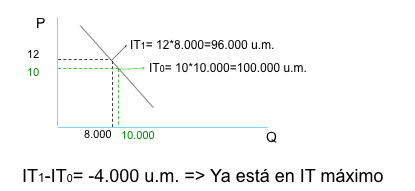 P
IT₁= 12*8.000=96.000 u.m.
12
IT₀= 10*10.000=100.000 u.m.
10
8.000
10.000
Q
IT₁-IT₀= -4.000 u.m. => Ya está en IT máximo